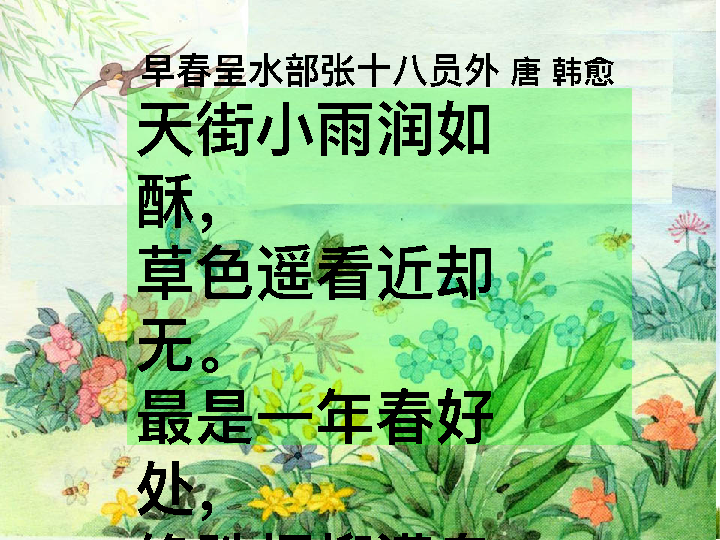 早春呈水部张十八员外 唐 韩愈
天街小雨润如
酥，
草色遥看近却
无。
最是一年春好
处，